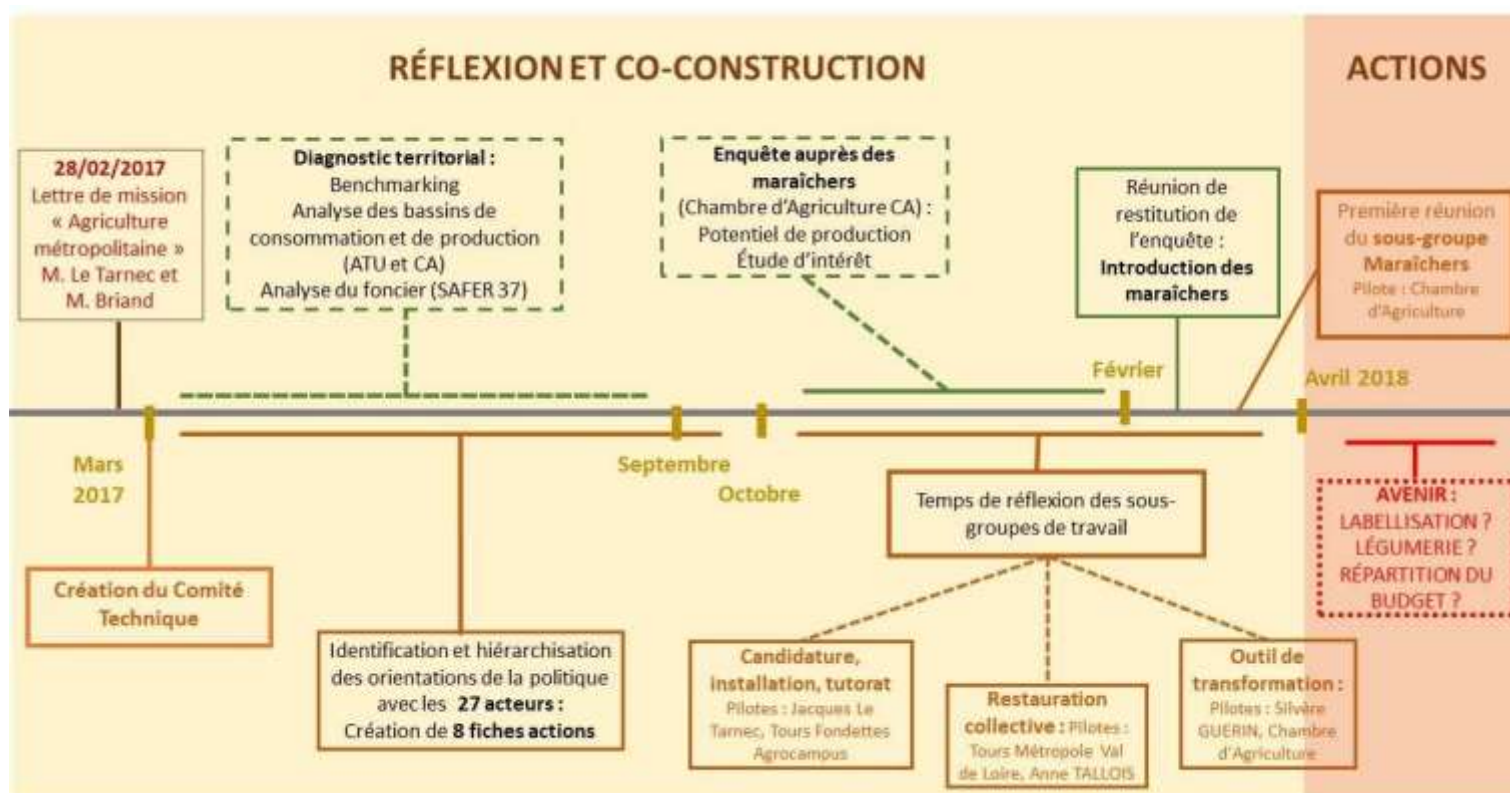 RÉFLEXION ET CO-CONSTRUCTION
ACTIONS
28/02/2017
Lettre de mission
« Agriculture
métropolitaine »
M. Le Tarnec et
M. Briand
Diagnostic territorial :
Benchmarking
Analyse des bassins de
consommation et de production
(ATU et CA)
Analyse du foncier (SAFER 37)
Enquête auprès des
maraîchers
(Chambre d'Agriculture CA) :
Potentiel de production
Étude d'intérêt
Réunion de
restitution de
l'enquête :
Introduction des
maraîchers
Première réunion
du sous-groupe
Maraîchers
Pilote : Chambre
d'Agriculture
Février
Avril 2018
Mars
2017
Septembre
Octobre
Création du Comité
Technique
Identification et hiérarchisation
des orientations de la politique
avec les 27 acteurs :
Création de 8 fiches actions
Temps de réflexion des sous-
groupes de travail
Candidature,
installation, tutorat
Pilotes : Jacques Le
Tarnec, Tours Fondettes
Agrocampus
Restauration
collective : Pilotes :
Tours Métropole Val
de Loire, Anne TALLOIS
Outil de
transformation :
Pilotes : Silvère
GUERIN, Chambre
d'Agriculture
AVENIR :
LABELLISATION ?
LÉGUMERIE ?
RÉPARTITION DU
BUDGET ?